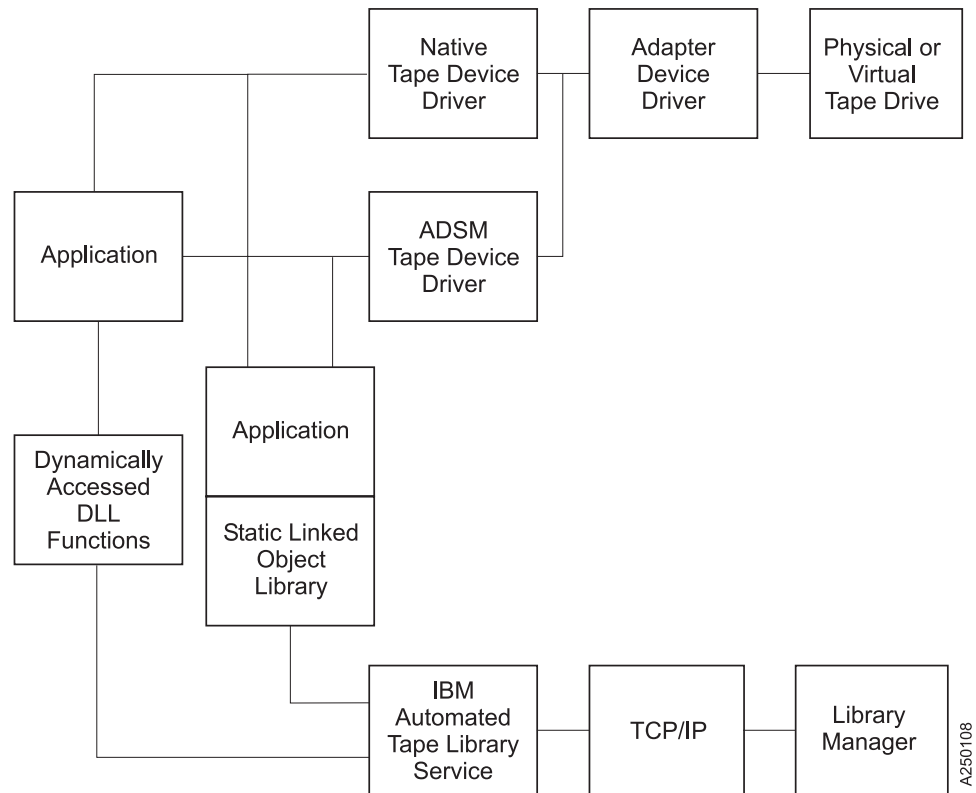 Native
Tape Device
Driver
Adapter
Device
Driver
Physical or
Virtual
Tape Drive
Application
ADSM
Tape Device
Driver
Application
Dynamically
Accessed
DLL
Functions
Static Linked
Object
Library
IBM
Automated
Tape Library
Service
TCP/IP
Library
Manager
A250108